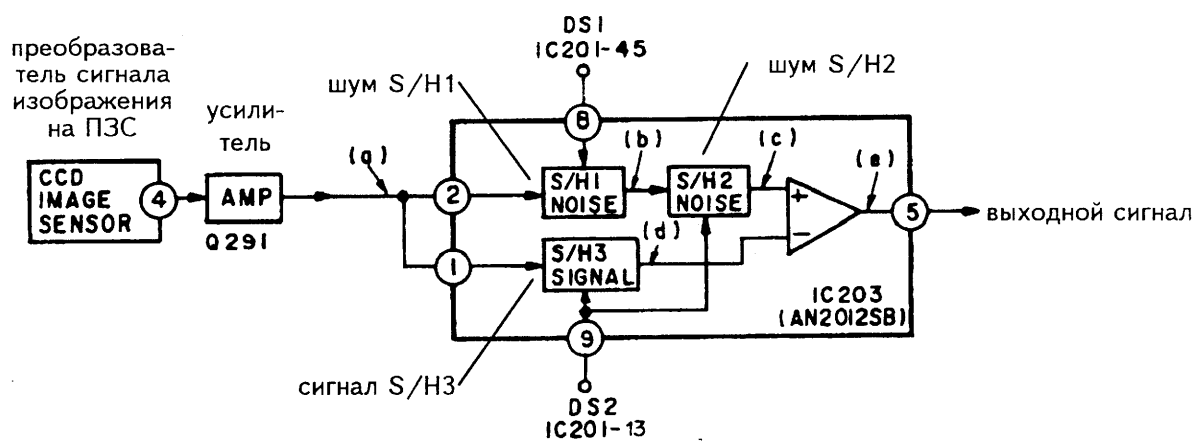 преобразова-
тель сигнала
изображения
на ПЗС
усили-
тель
шум S/H1
DS1
IC201-45
шум S/H2
CCD
IMAGE
SENSOR
4
AMP
Q291
(a)
2
1
8
S/H1
NOISE
(b)
S/H2
NOISE
(c)
+
−
(e)
5
выходной сигнал
S/H3
SIGNAL
(d)
IC203
(AN2012SB)
9
сигнал S/H3
DS2
IC201-13